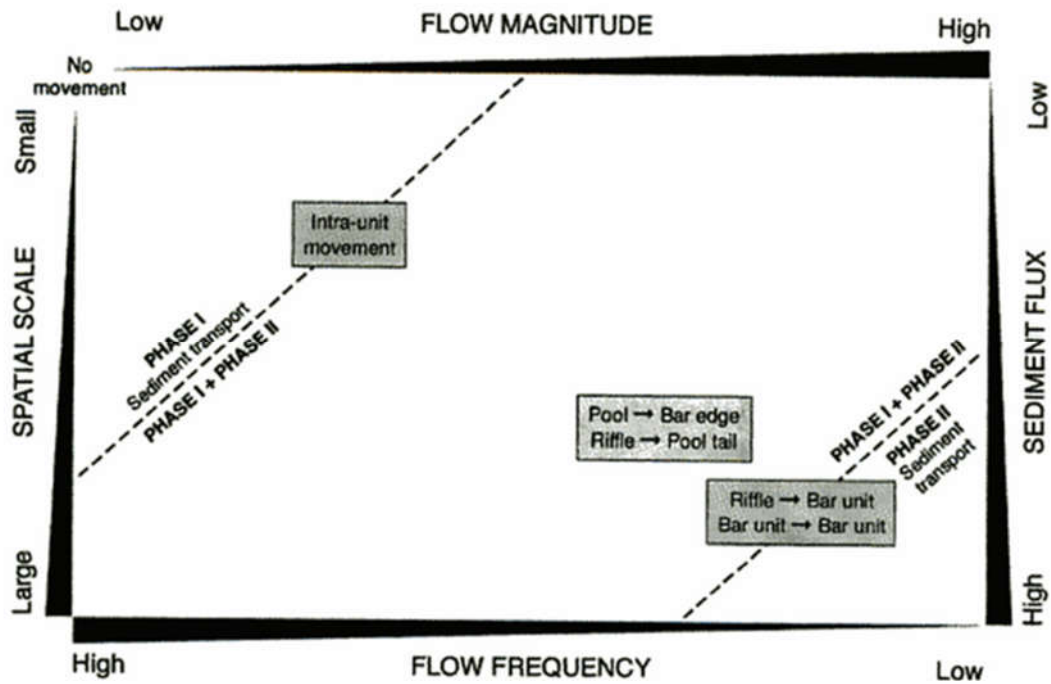 Low FLOW MAGNITUDE High
No
movement
Small
SPATIAL SCALE
Large
Low
SEDIMENT FLUX
High
Intra-unit
movement
PHASE I
Sediment transport
PHASE I + PHASE II
Pool → Bar edge
Riffle → Pool tail
PHASE I + PHASE II
PHASE II
Sediment
transport
Riffle → Bar unit
Bar unit → Bar unit
High FLOW FREQUENCY Low